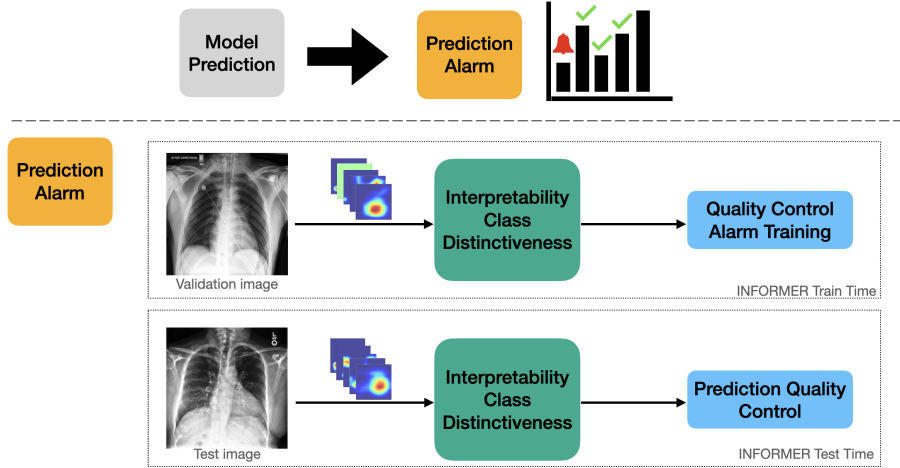 Model
Prediction
Prediction
Alarm
Prediction
Alarm
Validation image
Interpretability
Class
Distinctiveness
Quality Control
Alarm Training
INFORMER Train Time
Test image
Interpretability
Class
Distinctiveness
Prediction Quality
Control
INFORMER Test Time